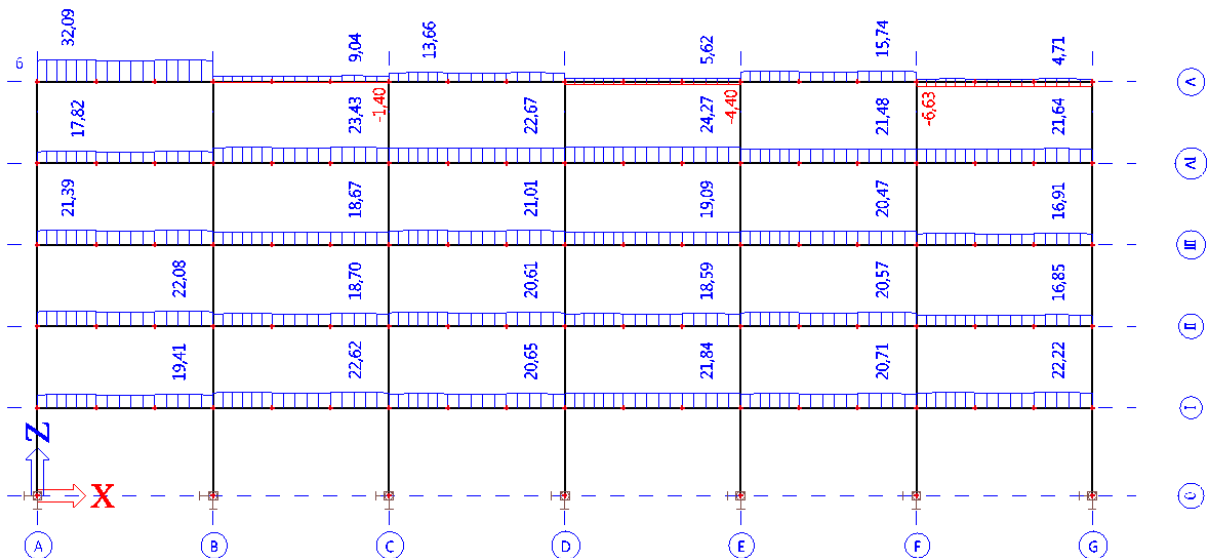 32,09 9,04 13,66 5,62 15,74 4,71
6
V
17,82 23,43 -1,40 22,67 24,27 -4,40 21,48 -6,63 21,64
IV
21,39 18,67 21,01 19,09 20,47 16,91
III
22,08 18,70 20,61 18,59 20,57 16,85
II
19,41 22,62 20,65 21,84 20,71 22,22
I
Z
X
0
A B C D E F G